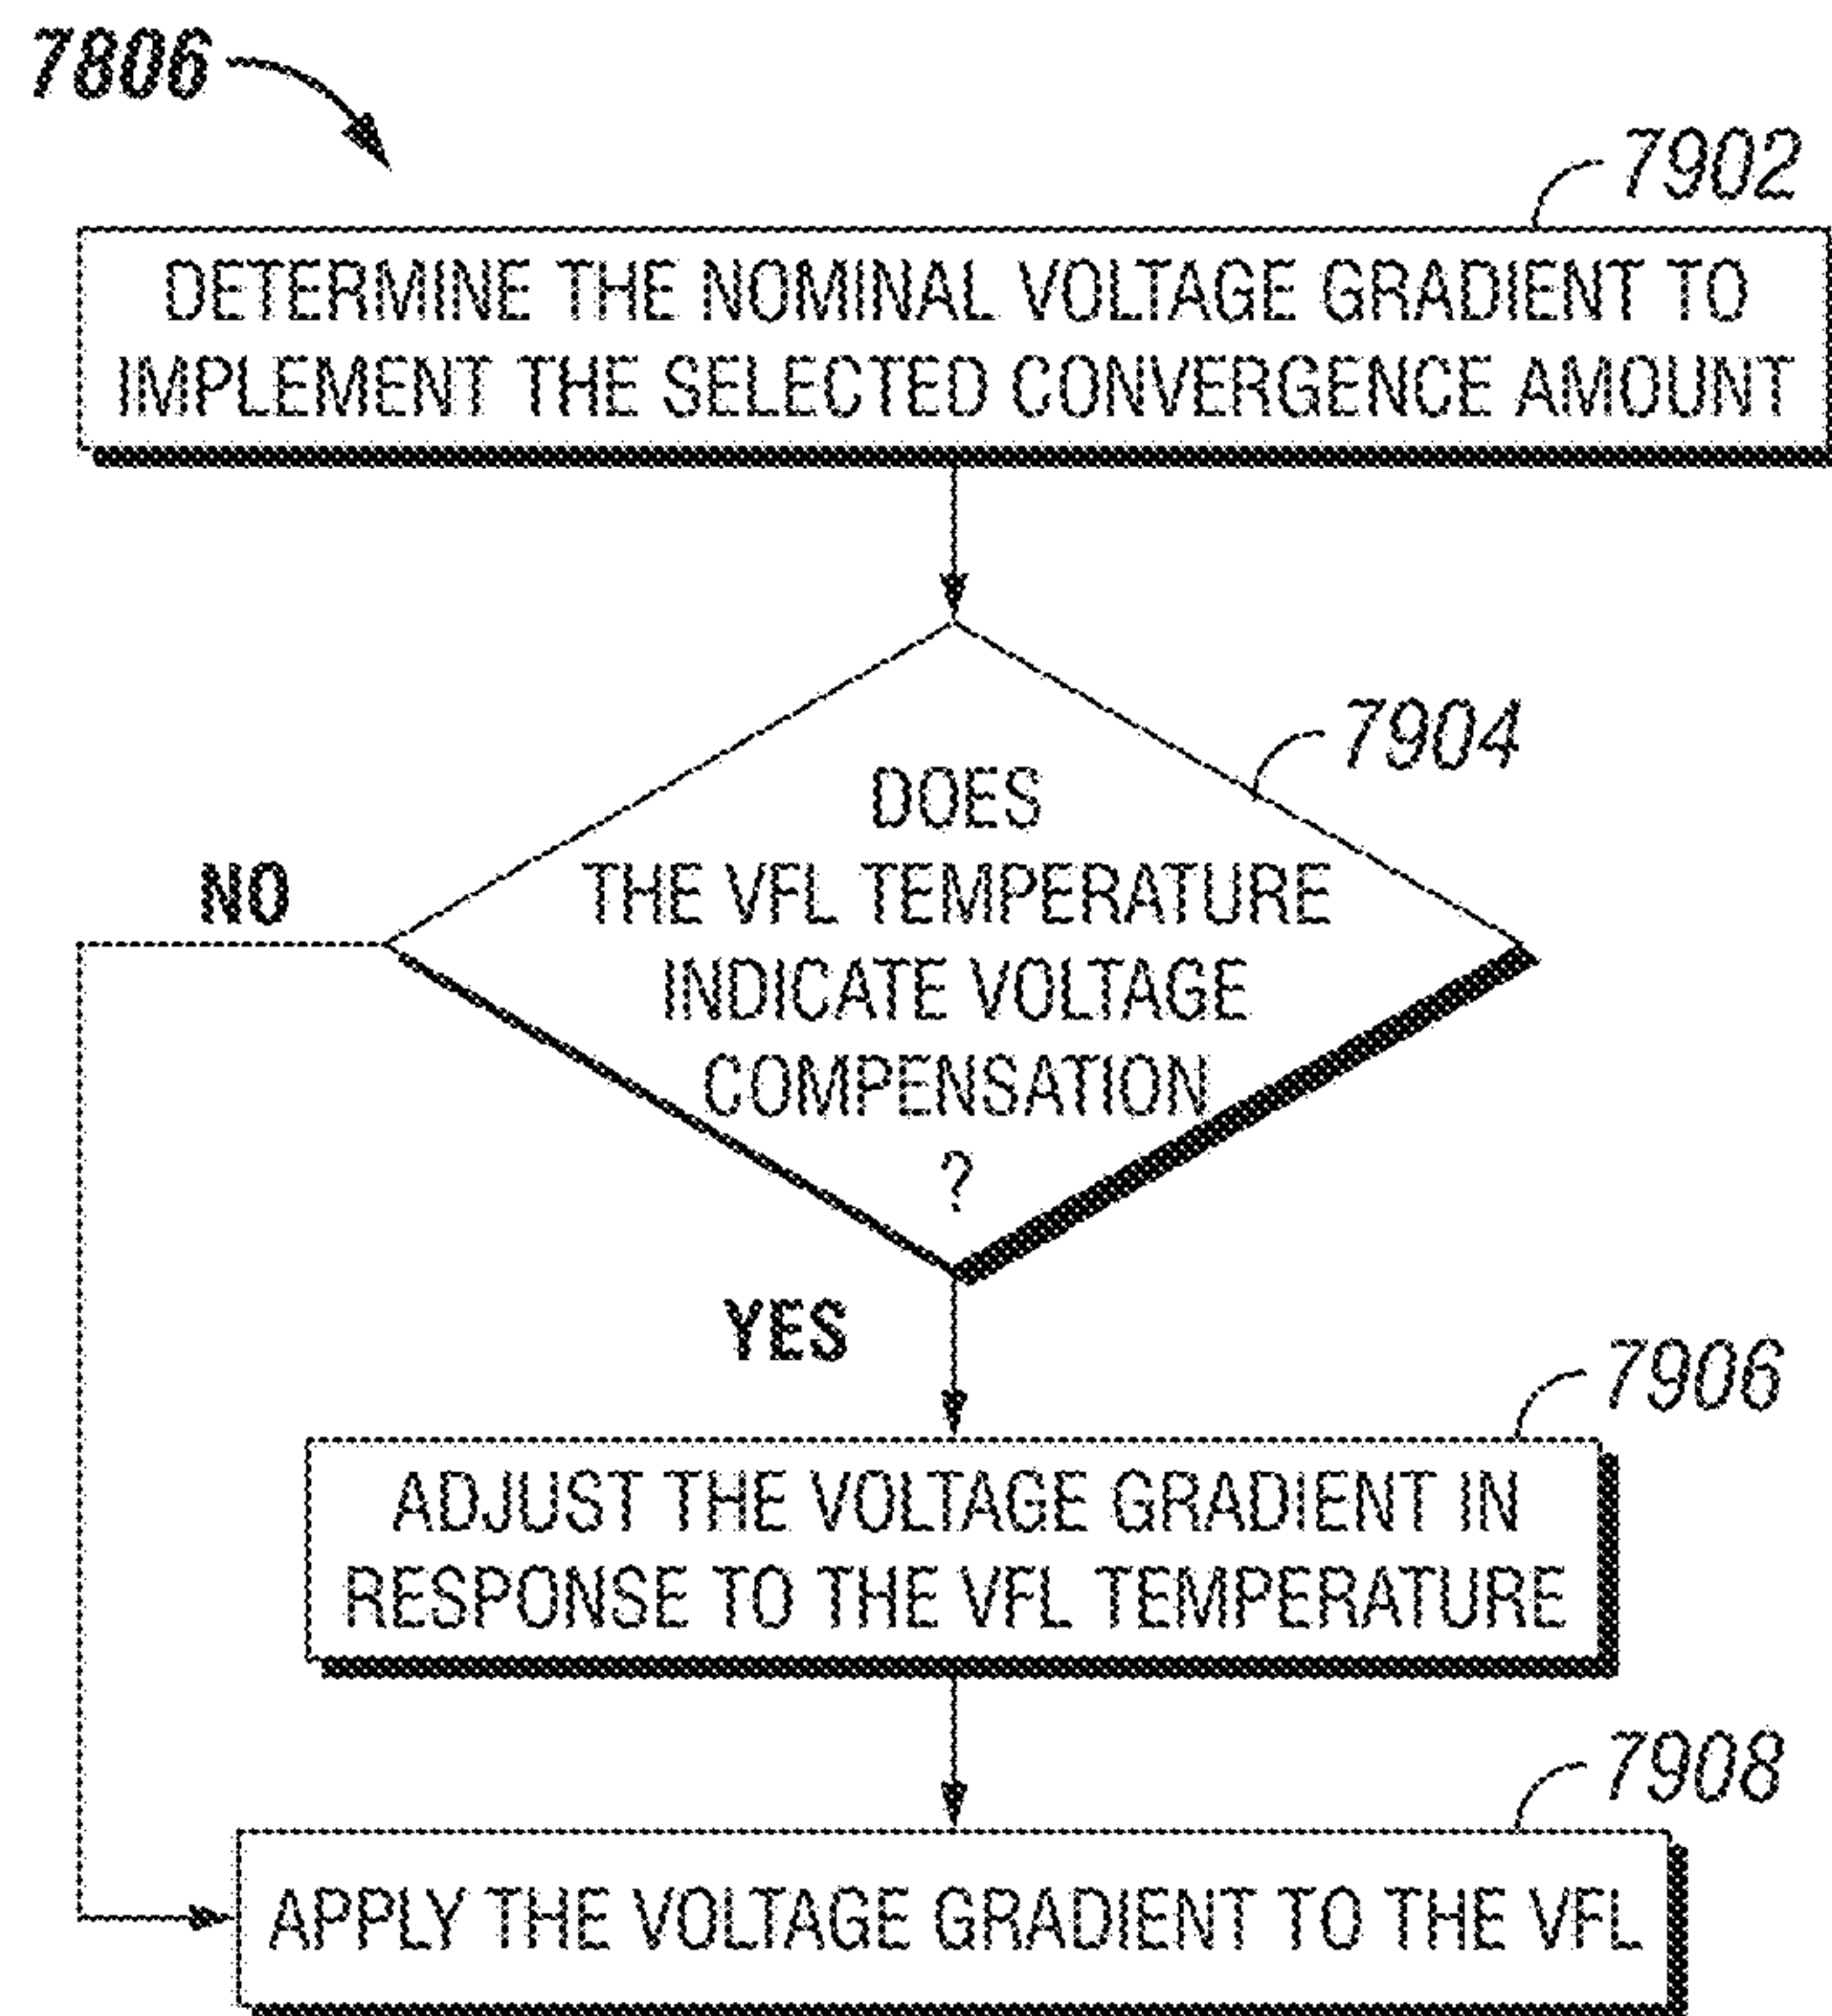 7806
7902
DETERMINE THE NOMINAL VOLTAGE GRADIENT TO
IMPLEMENT THE SELECTED CONVERGENCE AMOUNT
7904
DOES
THE VFL TEMPERATURE
INDICATE VOLTAGE
COMPENSATION
?
NO
YES
7906
ADJUST THE VOLTAGE GRADIENT IN
RESPONSE TO THE VFL TEMPERATURE
7908
APPLY THE VOLTAGE GRADIENT TO THE VFL